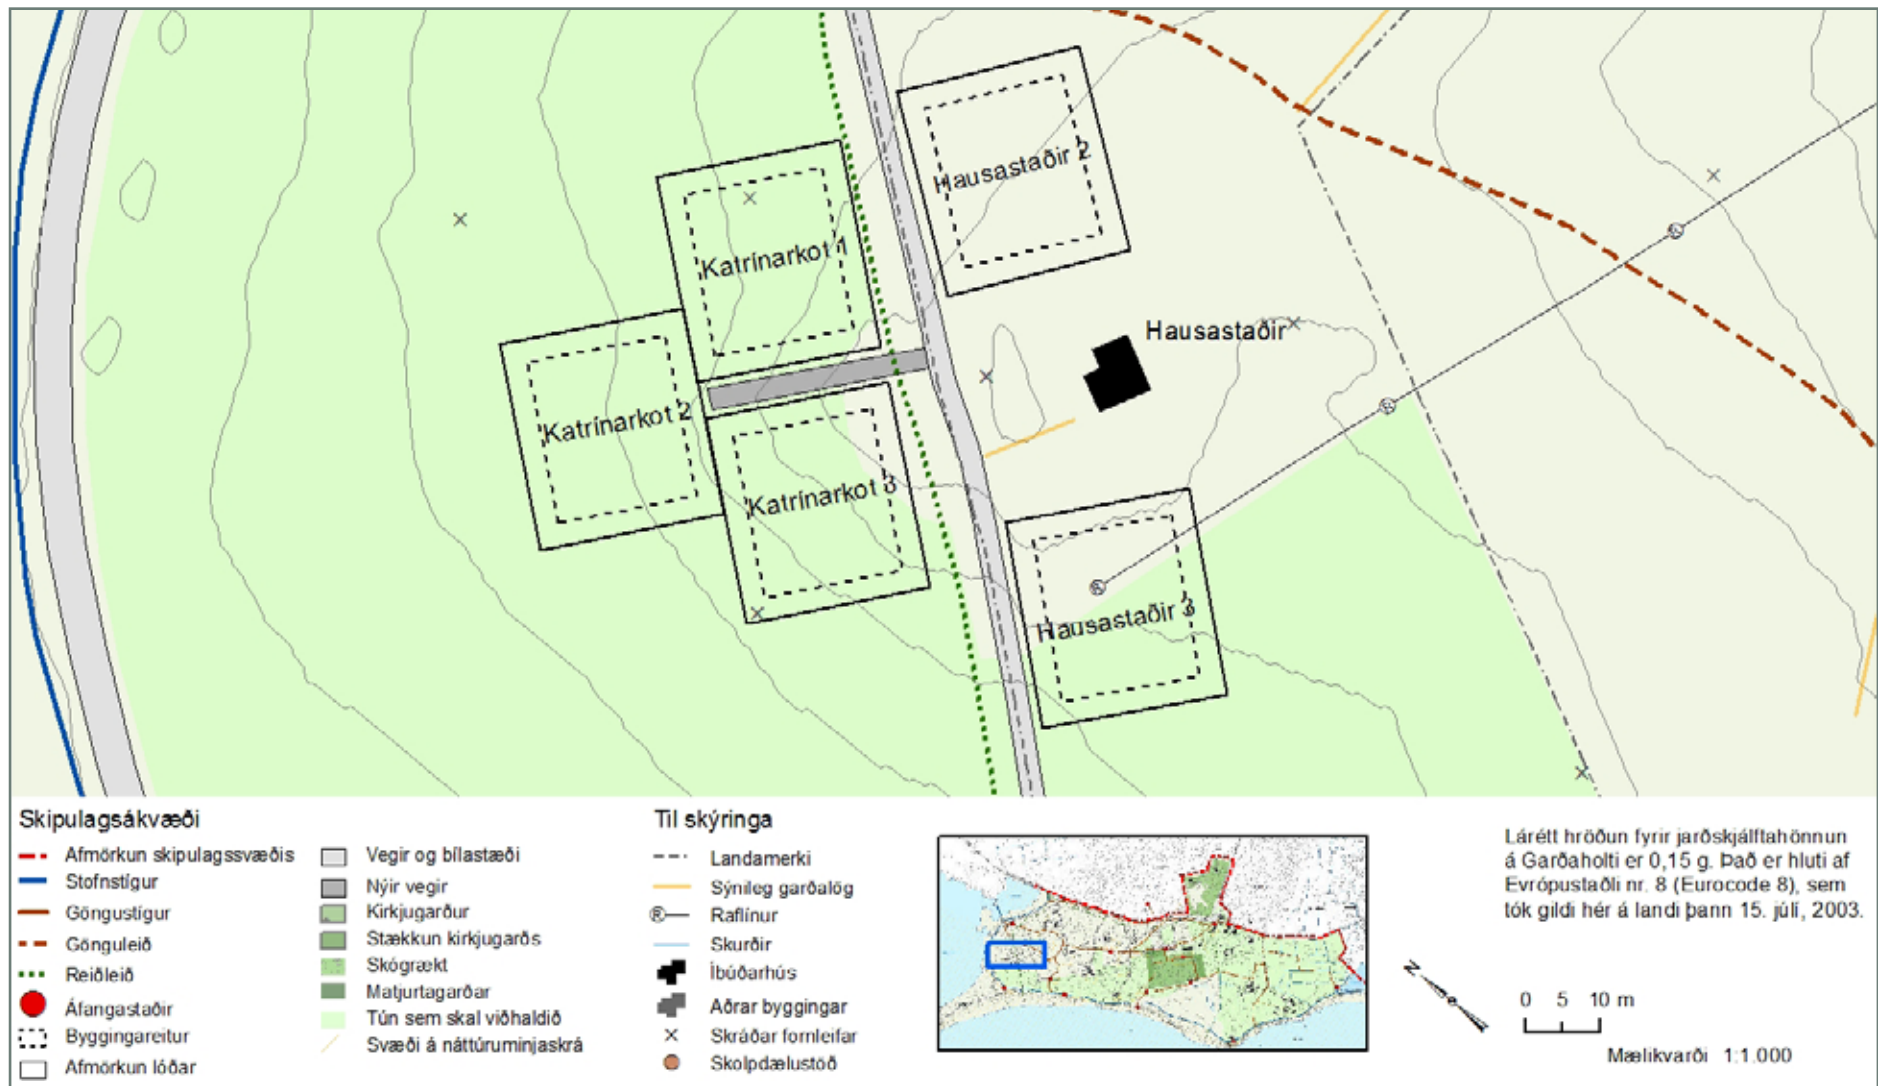 Hausastaðir 2
Katrínarkot 1
Hausastaðir
Katrínarkot 2
Katrínarkot 3
Hausastaðir 3
R
R
R
Skipulagsákvæði
Afmörkun skipulagssvæðis
Stofnstígur
Göngustígur
Gönguleið
Reiðleið
Áfangastaðir
Byggingareitur
Afmörkun lóðar
Vegir og bílastæði
Nýir vegir
Kirkjugarður
Stækkun kirkjugarðs
Skógrækt
Matjurtagarðar
Tún sem skal viðhaldið
Svæði á náttúruminjaskrá
Til skýringa
Landamerki
Sýnileg garðalög
R Raflínur
Skurðir
Íbúðarhús
Aðrar byggingar
Skráðar fornleifar
Skolpdælustöð
Lárétt hröðun fyrir jarðskjálftahönnun
á Garðaholti er 0,15 g. Það er hluti af
Evrópustaðli nr. 8 (Eurocode 8), sem
tók gildi hér á landi þann 15. júlí, 2003.
N
0 5 10 m
Mælikvarði 1:1.000